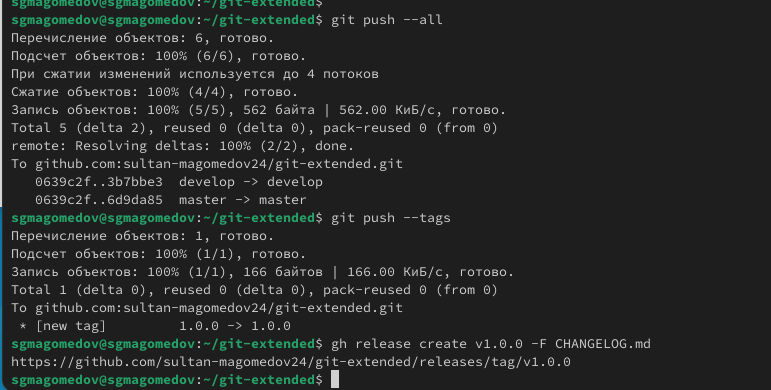 sgmagomedov@sgmagomedov:~/git-extended$
sgmagomedov@sgmagomedov:~/git-extended$ git push --all
Перечисление объектов: 6, готово.
Подсчет объектов: 100% (6/6), готово.
При сжатии изменений используется до 4 потоков
Сжатие объектов: 100% (4/4), готово.
Запись объектов: 100% (5/5), 562 байта | 562.00 КиБ/с, готово.
Total 5 (delta 2), reused 0 (delta 0), pack-reused 0 (from 0)
remote: Resolving deltas: 100% (2/2), done.
To github.com:sultan-magomedov24/git-extended.git
   0639c2f..3b7bbe3  develop -> develop
   0639c2f..6d9da85  master -> master
sgmagomedov@sgmagomedov:~/git-extended$ git push --tags
Перечисление объектов: 1, готово.
Подсчет объектов: 100% (1/1), готово.
Запись объектов: 100% (1/1), 166 байтов | 166.00 КиБ/с, готово.
Total 1 (delta 0), reused 0 (delta 0), pack-reused 0 (from 0)
To github.com:sultan-magomedov24/git-extended.git
 * [new tag]         1.0.0 -> 1.0.0
sgmagomedov@sgmagomedov:~/git-extended$ gh release create v1.0.0 -F CHANGELOG.md
https://github.com/sultan-magomedov24/git-extended/releases/tag/v1.0.0
sgmagomedov@sgmagomedov:~/git-extended$